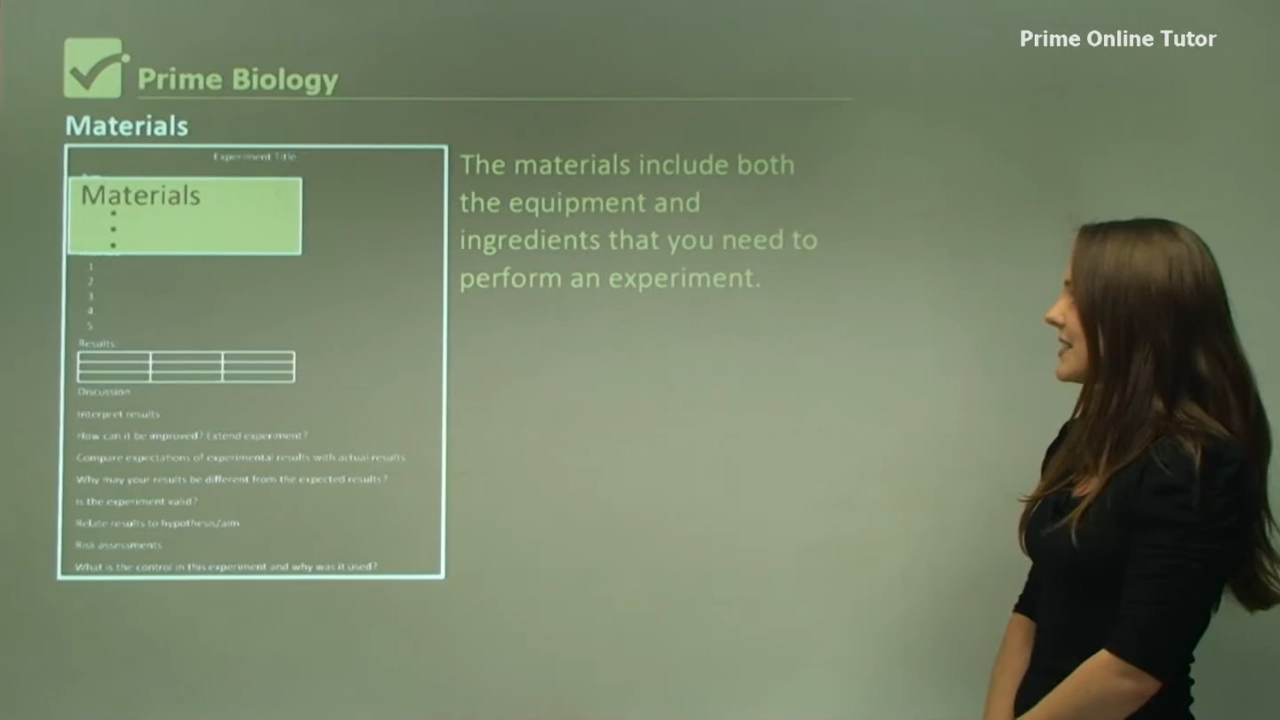 Prime Online Tutor
Prime Biology
Materials
Experiment Title
Materials
1
2
3
4
5
Results:
Discussion
Interpret results
How can it be improved? Extend experiment?
Compare expectations of experimental results with actual results
Why may your results be different from the expected results?
Is the experiment valid?
Relate results to hypothesis/aim
Risk assessments
What is the control in this experiment and why was it used?
The materials include both
the equipment and
ingredients that you need to
perform an experiment.